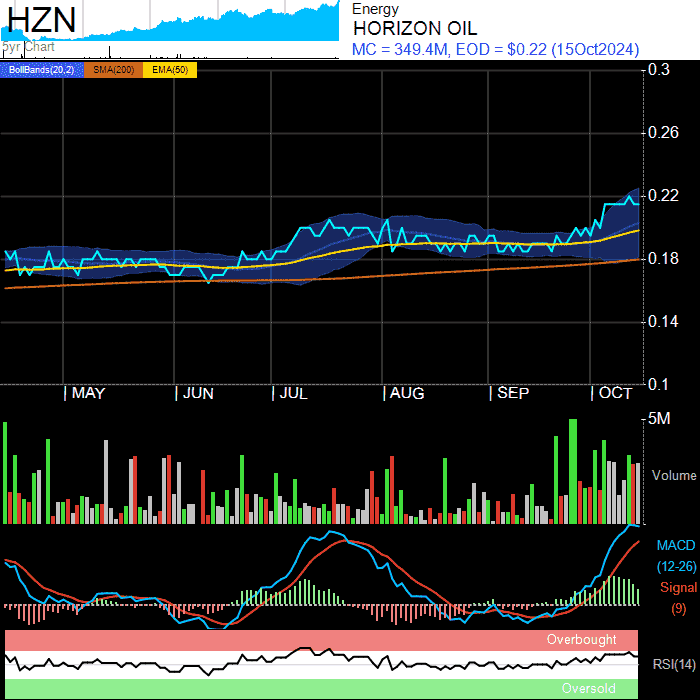 HZN
5yr Chart
Energy
HORIZON OIL
MC = 349.4M, EOD = $0.22 (15Oct2024)
BollBands(20,2) SMA(200) EMA(50)
0.3
0.26
0.22
0.18
0.14
0.1
MAY JUN JUL AUG SEP OCT
5M
Volume
MACD
(12-26)
Signal
(9)
Overbought
RSI(14)
Oversold